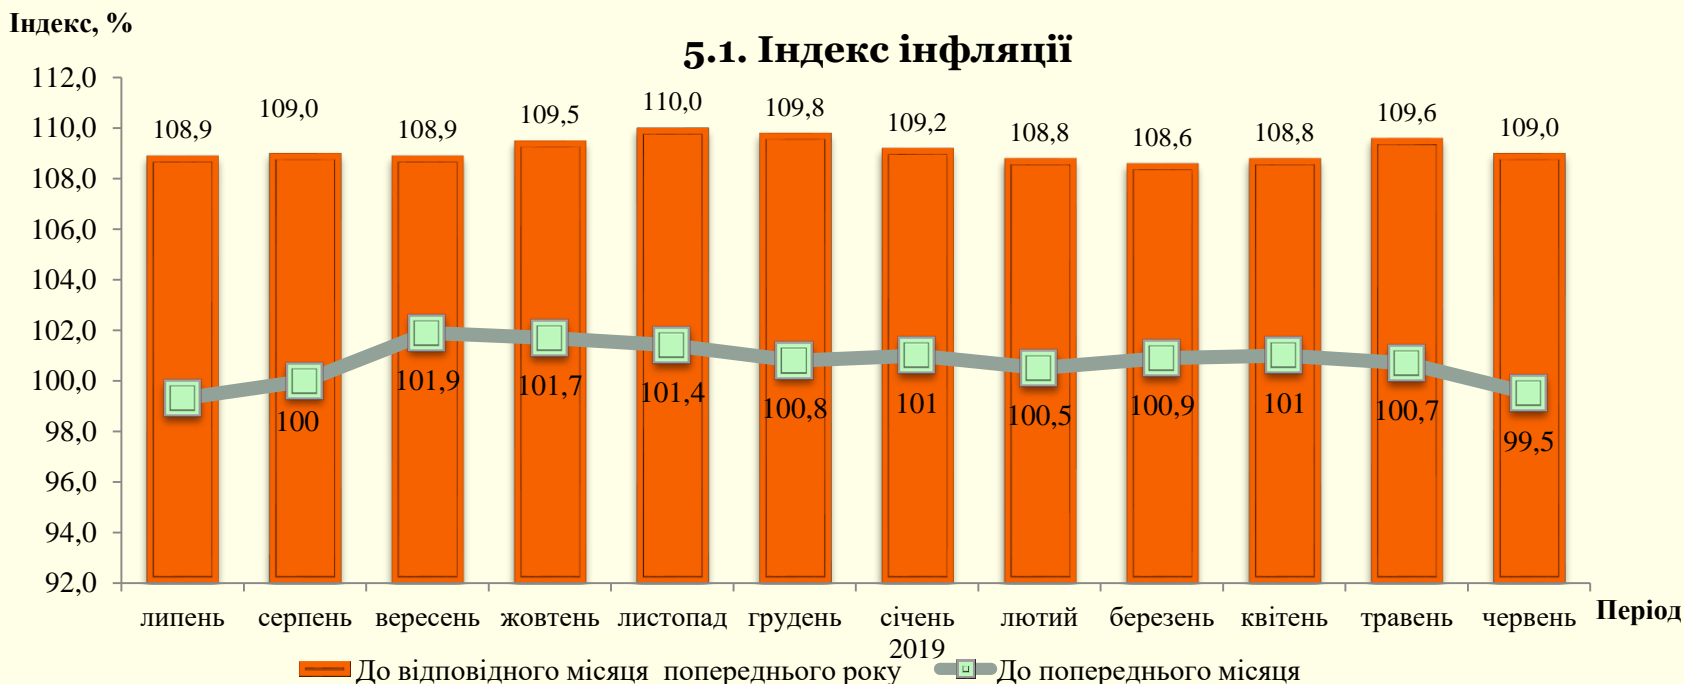 Індекс, %
5.1. Індекс інфляції
112,0
110,0
108,0
106,0
104,0
102,0
100,0
98,0
96,0
94,0
92,0
108,9 109,0 108,9 109,5 110,0 109,8 109,2 108,8 108,6 108,8 109,6 109,0
100 101,9 101,7 101,4 100,8 101 100,5 100,9 101 100,7 99,5
липень серпень вересень жовтень листопад грудень січень лютий березень квітень травень червень Період
2019
До відповідного місяця попереднього року До попереднього місяця